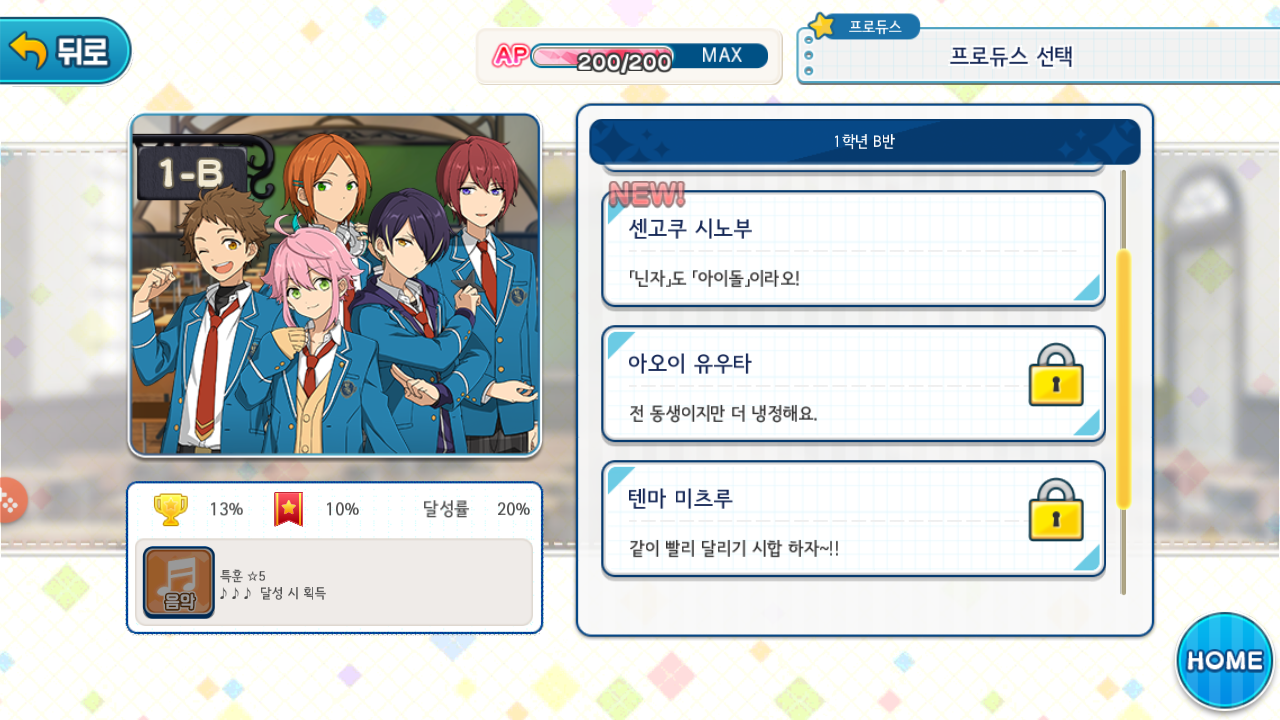 뒤로
AP 200/200 MAX
프로듀스
프로듀스 선택
1-B
1학년 B반
NEW!
센고쿠 시노부
「닌자」도 「아이돌」이라오!
아오이 유우타
전 동생이지만 더 냉정해요.
텐마 미츠루
같이 빨리 달리기 시합 하자~!!
13% 10% 달성률 20%
음악
특훈 ☆5
♪♪♪ 달성 시 획득
HOME